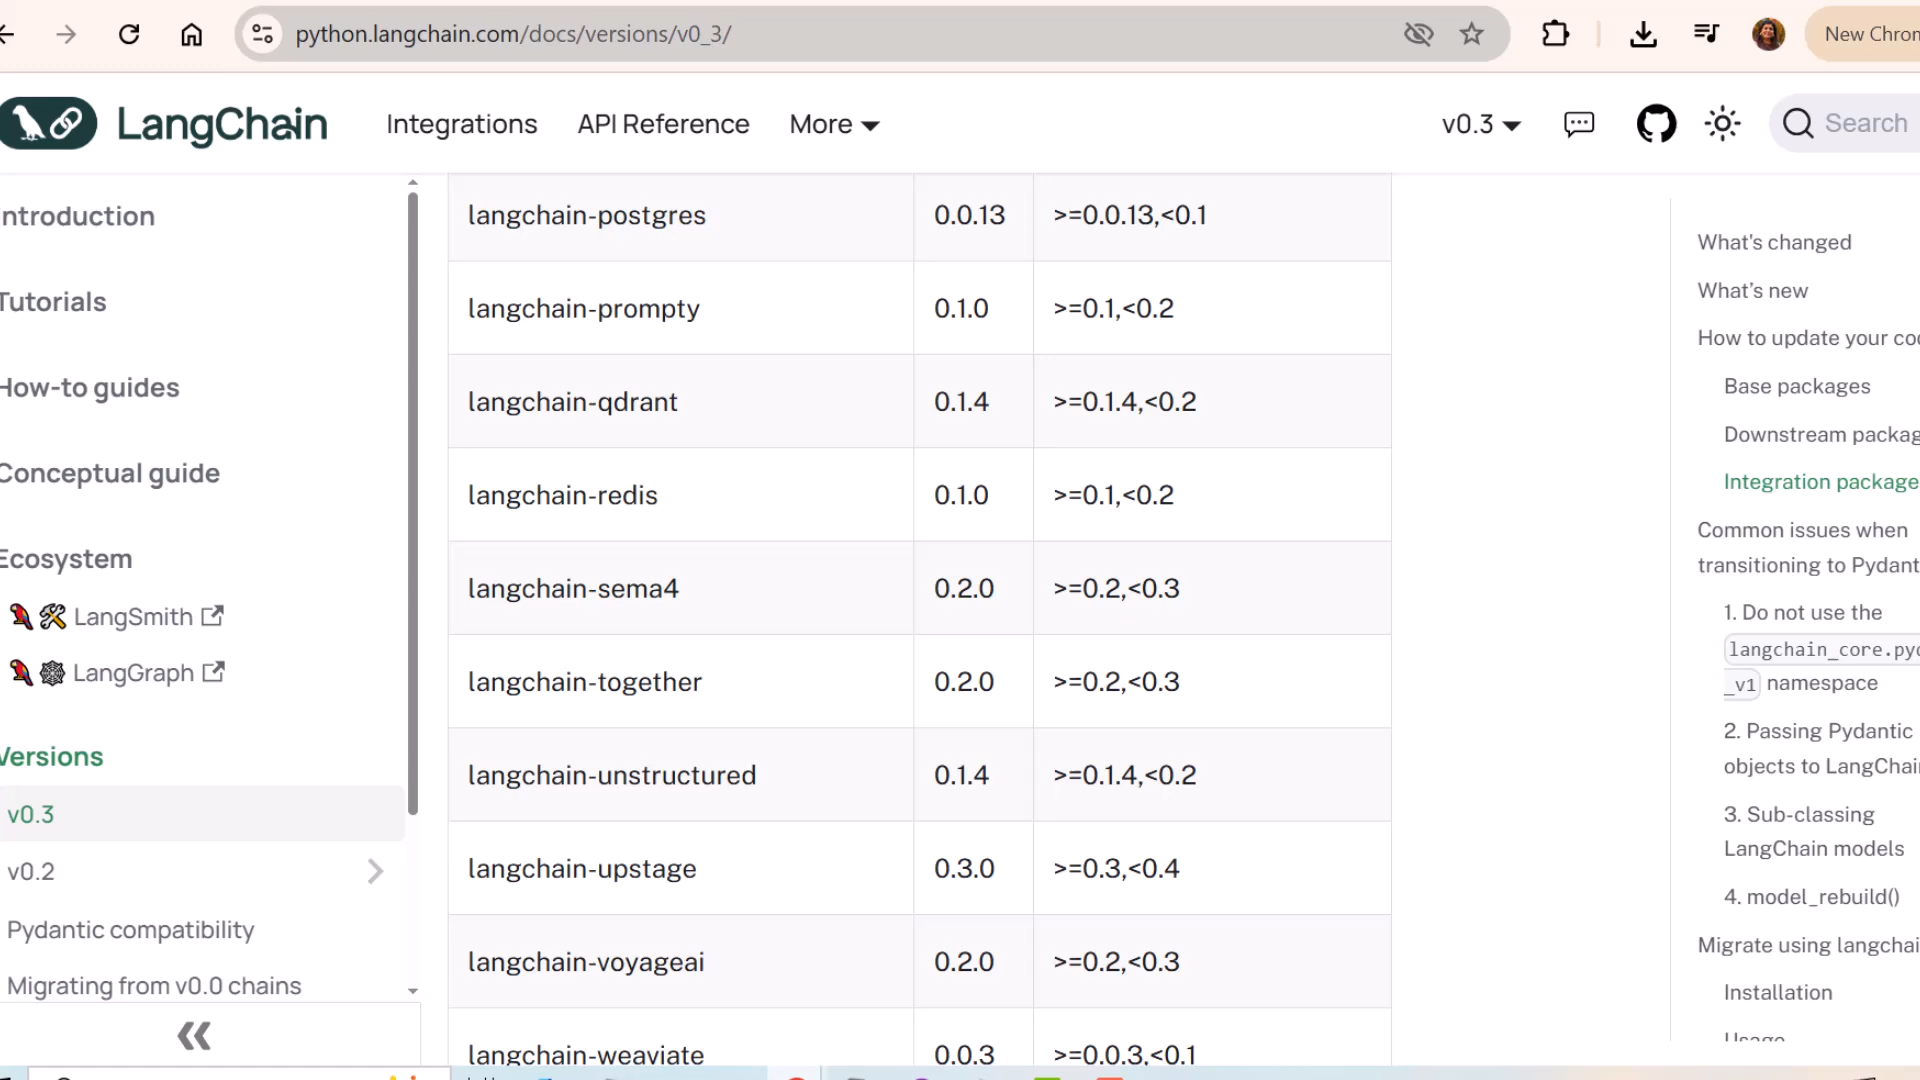 python.langchain.com/docs/versions/v0_3/
New Chrom
LangChain
Integrations
API Reference
More
v0.3
Search
ntroduction
Tutorials
How-to guides
Conceptual guide
Ecosystem
LangSmith
LangGraph
Versions
v0.3
v0.2
Pydantic compatibility
Migrating from v0.0 chains
langchain-postgres 0.0.13 >=0.0.13,<0.1
langchain-prompty 0.1.0 >=0.1,<0.2
langchain-qdrant 0.1.4 >=0.1.4,<0.2
langchain-redis 0.1.0 >=0.1,<0.2
langchain-sema4 0.2.0 >=0.2,<0.3
langchain-together 0.2.0 >=0.2,<0.3
langchain-unstructured 0.1.4 >=0.1.4,<0.2
langchain-upstage 0.3.0 >=0.3,<0.4
langchain-voyageai 0.2.0 >=0.2,<0.3
langchain-weaviate 0.0.3 >=0.0.3,<0.1
What's changed
What's new
How to update your co
Base packages
Downstream packag
Integration package
Common issues when
transitioning to Pydant
1. Do not use the
langchain_core.pyd
_v1 namespace
2. Passing Pydantic
objects to LangChai
3. Sub-classing
LangChain models
4. model_rebuild()
Migrate using langchai
Installation
Usage